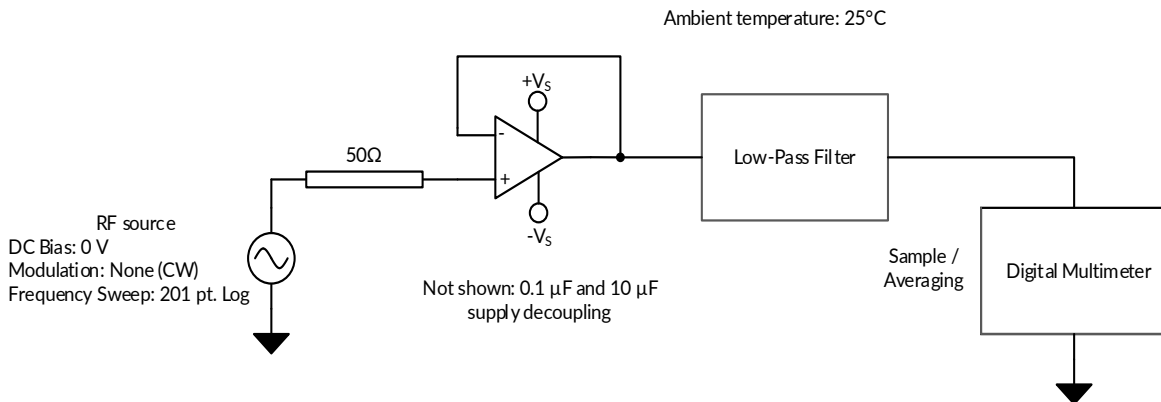 Ambient temperature: 25°C
+VS
-
50Ω
+
Low-Pass Filter
-VS
RF source
DC Bias: 0 V
Modulation: None (CW)
Frequency Sweep: 201 pt. Log
Not shown: 0.1 µF and 10 µF
supply decoupling
Sample /
Averaging
Digital Multimeter